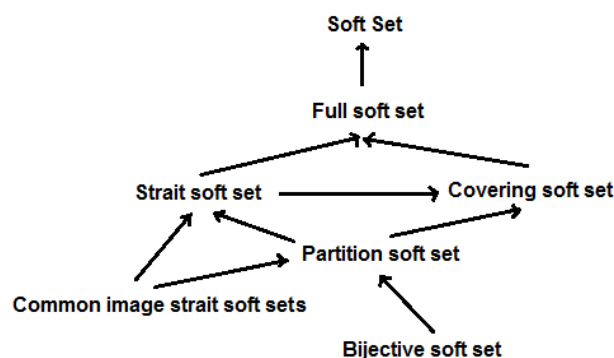 Soft Set
Full soft set
Strait soft set
Covering soft set
Partition soft set
Common image strait soft sets
Bijective soft set